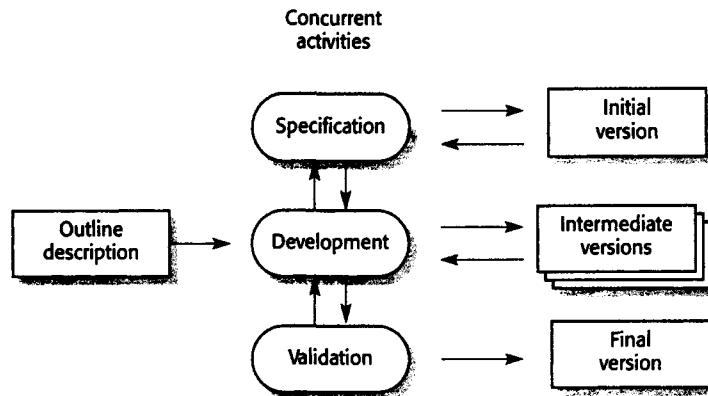 Concurrent
activities
Specification
Initial
version
Outline
description
Development
Intermediate
versions
Validation
Final
version